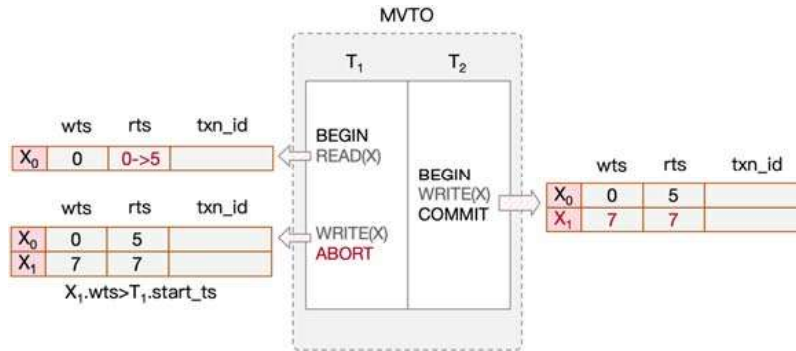 MVTO
T₁ T₂
wts rts txn_id
X₀ 0 0->5
BEGIN
READ(X)
BEGIN
WRITE(X)
COMMIT
wts rts txn_id
X₀ 0 5
X₁ 7 7
wts rts txn_id
X₀ 0 5
X₁ 7 7
WRITE(X)
ABORT
X₁.wts>T₁.start_ts